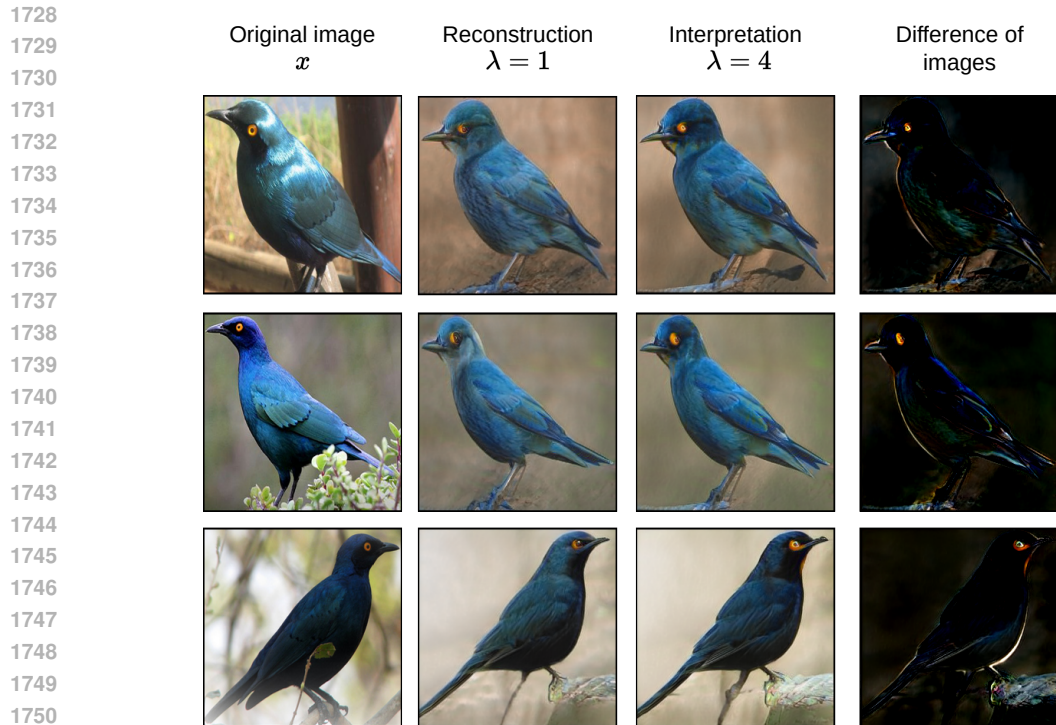 1728
1729
1730
1731
1732
1733
1734
1735
1736
1737
1738
1739
1740
1741
1742
1743
1744
1745
1746
1747
1748
1749
1750
Original image
x
Reconstruction
λ = 1
Interpretation
λ = 4
Difference of
images